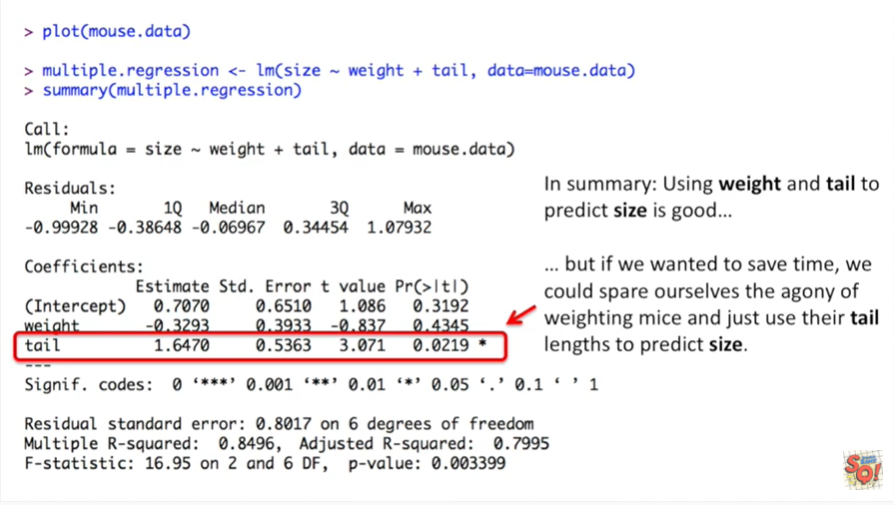 > plot(mouse.data)
> multiple.regression <- lm(size ~ weight + tail, data=mouse.data)
> summary(multiple.regression)
Call:
lm(formula = size ~ weight + tail, data = mouse.data)
Residuals:
Min 1Q Median 3Q Max
-0.99928 -0.38648 -0.06967 0.34454 1.07932
Coefficients:
Estimate Std. Error t value Pr(>|t|)
(Intercept) 0.7070 0.6510 1.086 0.3192
weight -0.3293 0.3933 -0.837 0.4345
tail 1.6470 0.5363 3.071 0.0219 *
---
Signif. codes: 0 ‘***’ 0.001 ‘**’ 0.01 ‘*’ 0.05 ‘.’ 0.1 ‘ ’ 1
Residual standard error: 0.8017 on 6 degrees of freedom
Multiple R-squared: 0.8496, Adjusted R-squared: 0.7995
F-statistic: 16.95 on 2 and 6 DF, p-value: 0.003399
In summary: Using weight and tail to
predict size is good...
... but if we wanted to save time, we
could spare ourselves the agony of
weighting mice and just use their tail
lengths to predict size.
SQ!